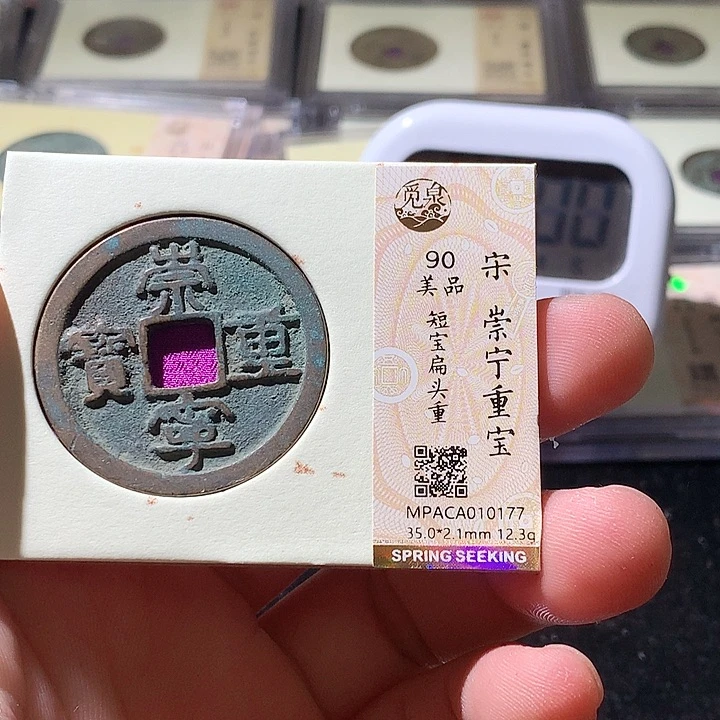 崇
寧
重
寶
觅泉
宋 崇宁重宝
90
美品
短宝扁头重
MPACA010177
35.0*2.1mm 12.3g
SPRING SEEKING